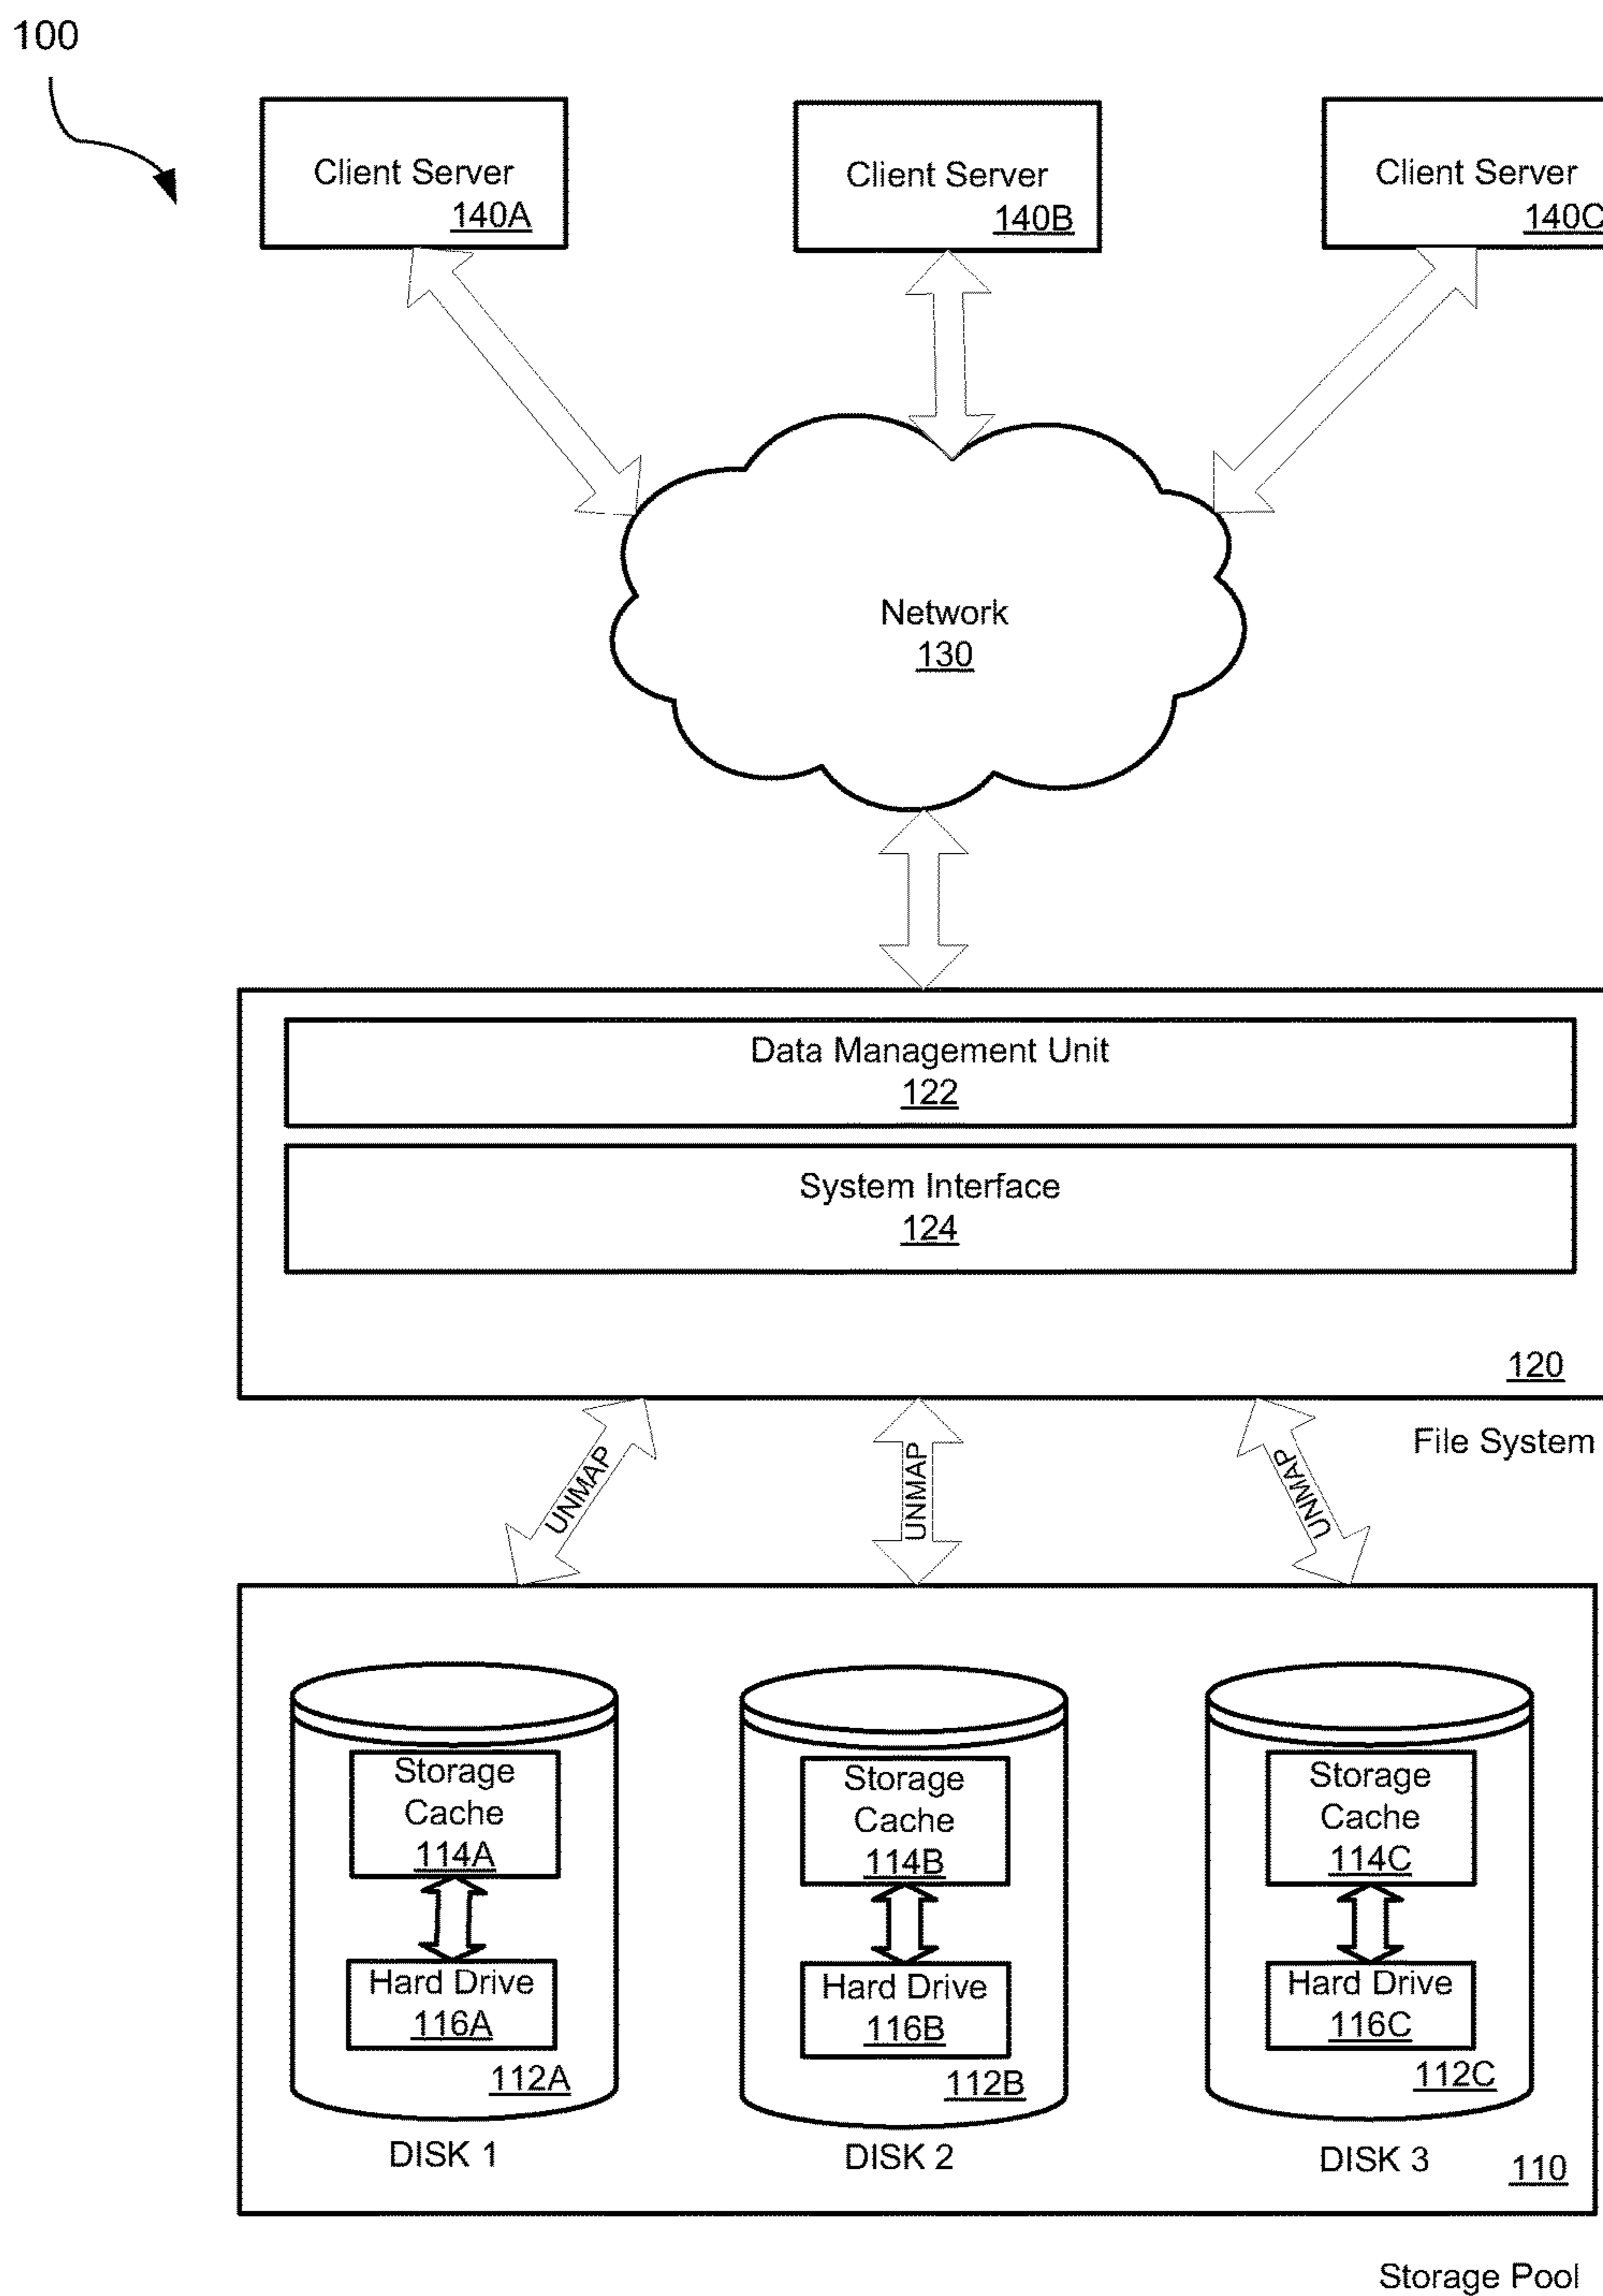 100
Client Server
140A
Client Server
140B
Client Server
140C
Network
130
Data Management Unit
122
System Interface
124
120
File System
UNMAP
UNMAP
UNMAP
Storage
Cache
114A
Hard Drive
116A
112A
DISK 1
Storage
Cache
114B
Hard Drive
116B
112B
DISK 2
Storage
Cache
114C
Hard Drive
116C
112C
DISK 3
110
Storage Pool